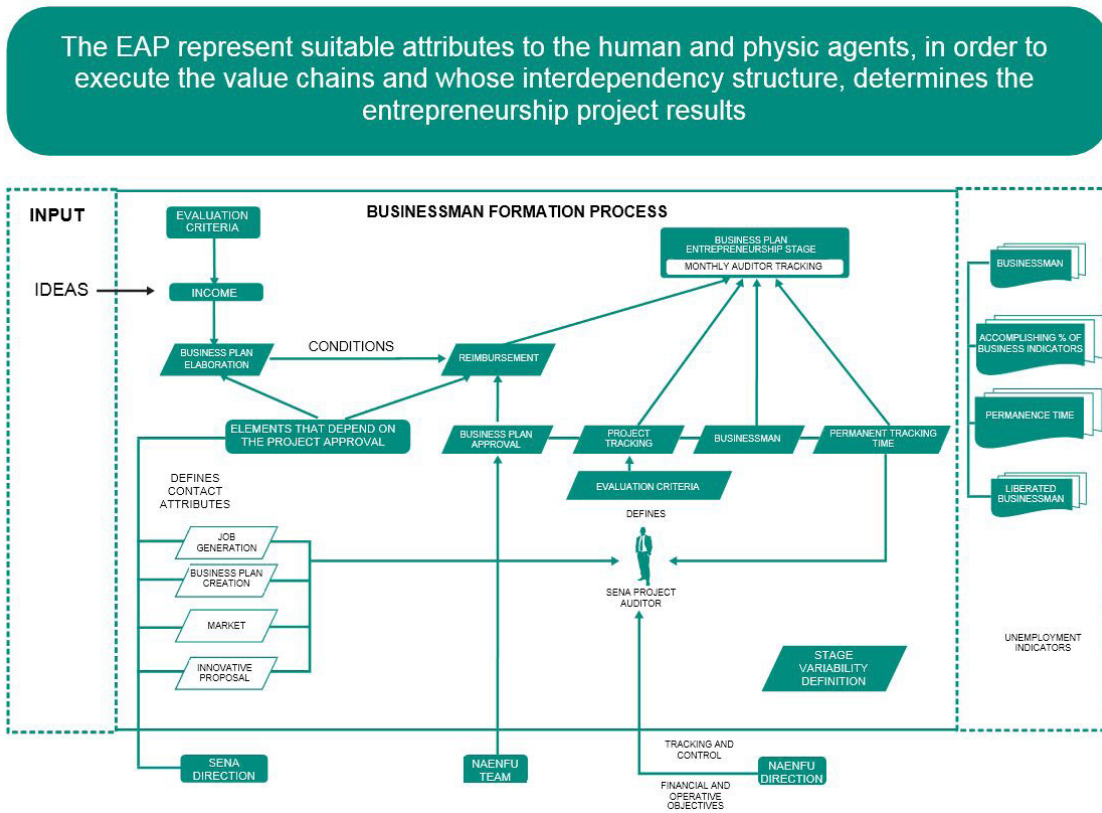 The EAP represent suitable attributes to the human and physic agents, in order to
execute the value chains and whose interdependency structure, determines the
entrepreneurship project results
INPUT
IDEAS
BUSINESSMAN FORMATION PROCESS
EVALUATION
CRITERIA
INCOME
BUSINESS PLAN
ELABORATION
CONDITIONS
REIMBURSEMENT
BUSINESS PLAN
ENTREPRENEURSHIP STAGE
MONTHLY AUDITOR TRACKING
ELEMENTS THAT DEPEND ON
THE PROJECT APPROVAL
BUSINESS PLAN
APPROVAL
PROJECT
TRACKING
BUSINESSMAN
PERMANENT TRACKING
TIME
EVALUATION CRITERIA
DEFINES
CONTACT
ATTRIBUTES
JOB
GENERATION
BUSINESS PLAN
CREATION
MARKET
INNOVATIVE
PROPOSAL
DEFINES
SENA PROJECT
AUDITOR
STAGE
VARIABILITY
DEFINITION
BUSINESSMAN
ACCOMPLISHING % OF
BUSINESS INDICATORS
PERMANENCE TIME
LIBERATED
BUSINESSMAN
UNEMPLOYMENT
INDICATORS
SENA
DIRECTION
NAENFU
TEAM
TRACKING AND
CONTROL
FINANCIAL AND
OPERATIVE
OBJECTIVES
NAENFU
DIRECTION